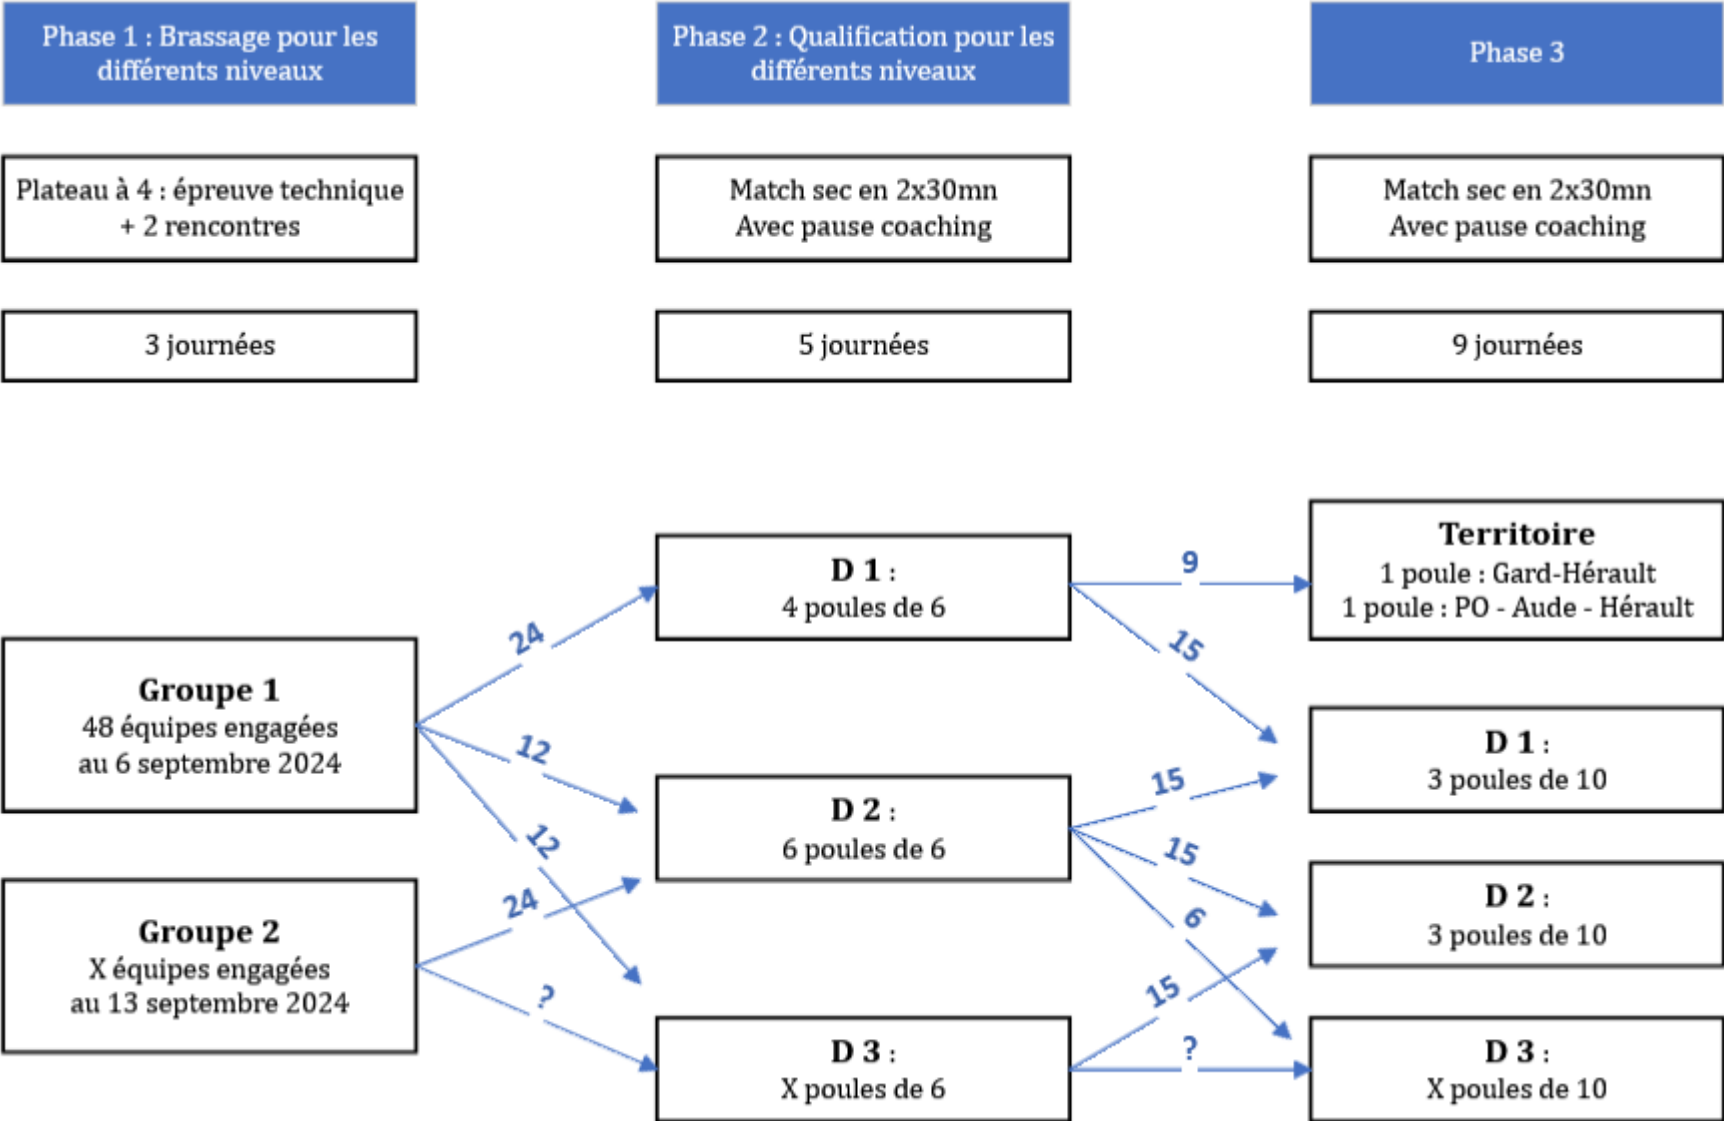 Phase 1 : Brassage pour les
différents niveaux
Phase 2 : Qualification pour les
différents niveaux
Phase 3
Plateau à 4 : épreuve technique
+ 2 rencontres
Match sec en 2x30mn
Avec pause coaching
Match sec en 2x30mn
Avec pause coaching
3 journées
5 journées
9 journées
Groupe 1
48 équipes engagées
au 6 septembre 2024
Groupe 2
X équipes engagées
au 13 septembre 2024
24
12
12
24
?
D 1 :
4 poules de 6
D 2 :
6 poules de 6
D 3 :
X poules de 6
9
15
15
15
6
15
?
Territoire
1 poule : Gard-Hérault
1 poule : PO - Aude - Hérault
D 1 :
3 poules de 10
D 2 :
3 poules de 10
D 3 :
X poules de 10